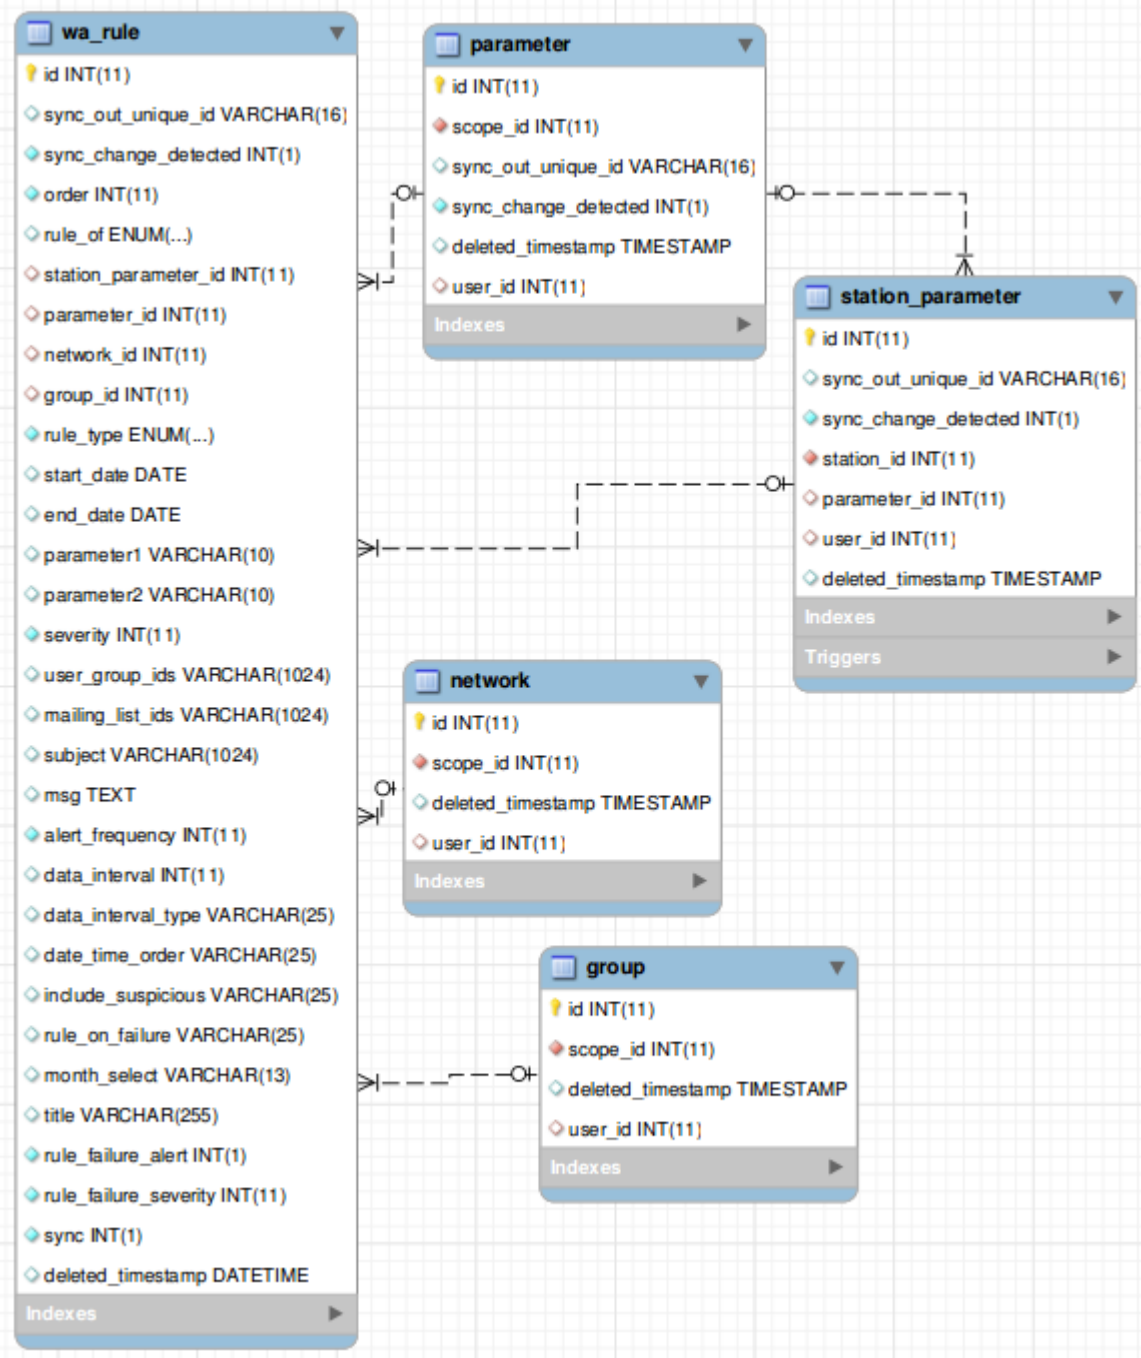 wa_rule
id INT(11)
sync_out_unique_id VARCHAR(16)
sync_change_detected INT(1)
order INT(11)
rule_of ENUM(...)
station_parameter_id INT(11)
parameter_id INT(11)
network_id INT(11)
group_id INT(11)
rule_type ENUM(...)
start_date DATE
end_date DATE
parameter1 VARCHAR(10)
parameter2 VARCHAR(10)
severity INT(11)
user_group_ids VARCHAR(1024)
mailing_list_ids VARCHAR(1024)
subject VARCHAR(1024)
msg TEXT
alert_frequency INT(11)
data_interval INT(11)
data_interval_type VARCHAR(25)
date_time_order VARCHAR(25)
include_suspicious VARCHAR(25)
rule_on_failure VARCHAR(25)
month_select VARCHAR(13)
title VARCHAR(255)
rule_failure_alert INT(1)
rule_failure_severity INT(11)
sync INT(1)
deleted_timestamp DATETIME
Indexes
parameter
id INT(11)
scope_id INT(11)
sync_out_unique_id VARCHAR(16)
sync_change_detected INT(1)
deleted_timestamp TIMESTAMP
user_id INT(11)
Indexes
station_parameter
id INT(11)
sync_out_unique_id VARCHAR(16)
sync_change_detected INT(1)
station_id INT(11)
parameter_id INT(11)
user_id INT(11)
deleted_timestamp TIMESTAMP
Indexes
Triggers
network
id INT(11)
scope_id INT(11)
deleted_timestamp TIMESTAMP
user_id INT(11)
Indexes
group
id INT(11)
scope_id INT(11)
deleted_timestamp TIMESTAMP
user_id INT(11)
Indexes